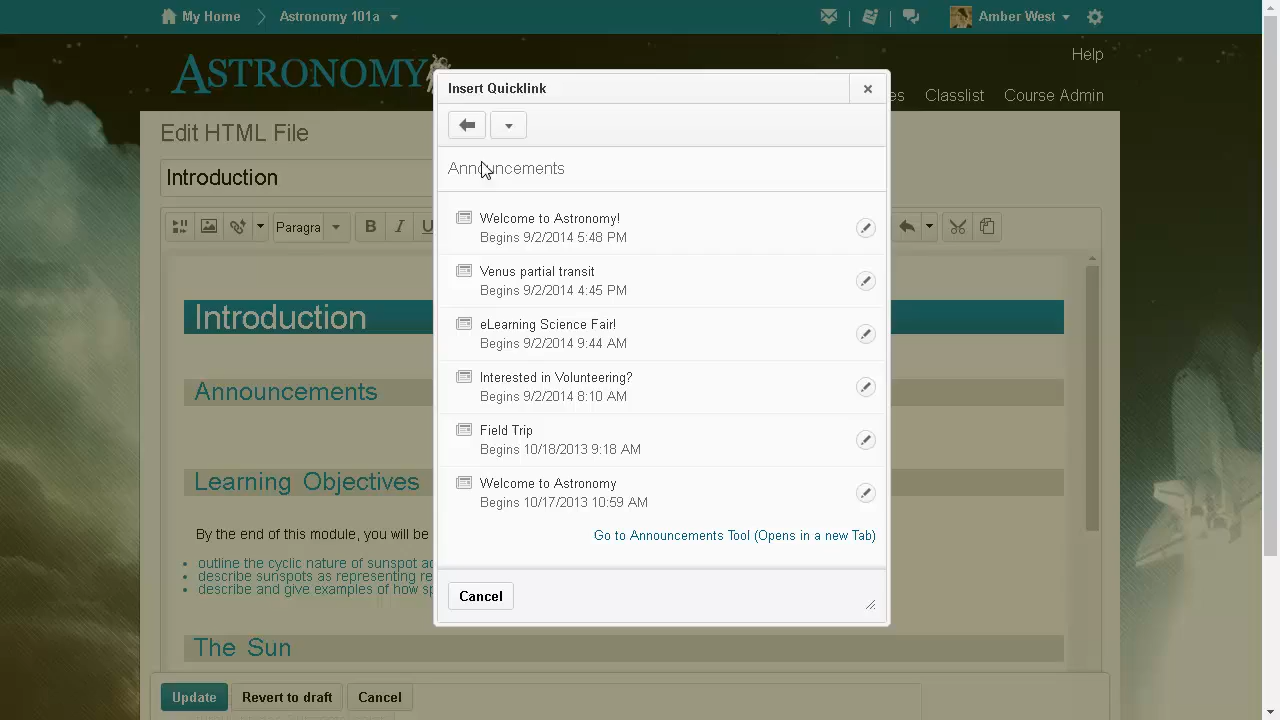 My Home
Astronomy 101a
Amber West
ASTRONOMY
Help
Classlist
Course Admin
Edit HTML File
Introduction
Paragra
B
I
U
Insert Quicklink
Announcements
Welcome to Astronomy!
Begins 9/2/2014 5:48 PM
Venus partial transit
Begins 9/2/2014 4:45 PM
eLearning Science Fair!
Begins 9/2/2014 9:44 AM
Interested in Volunteering?
Begins 9/2/2014 8:10 AM
Field Trip
Begins 10/18/2013 9:18 AM
Welcome to Astronomy
Begins 10/17/2013 10:59 AM
Go to Announcements Tool (Opens in a new Tab)
Cancel
Introduction
Announcements
Learning Objectives
By the end of this module, you will be
outline the cyclic nature of sunspot
describe sunspots as representing
describe and give examples of how
The Sun
Update
Revert to draft
Cancel